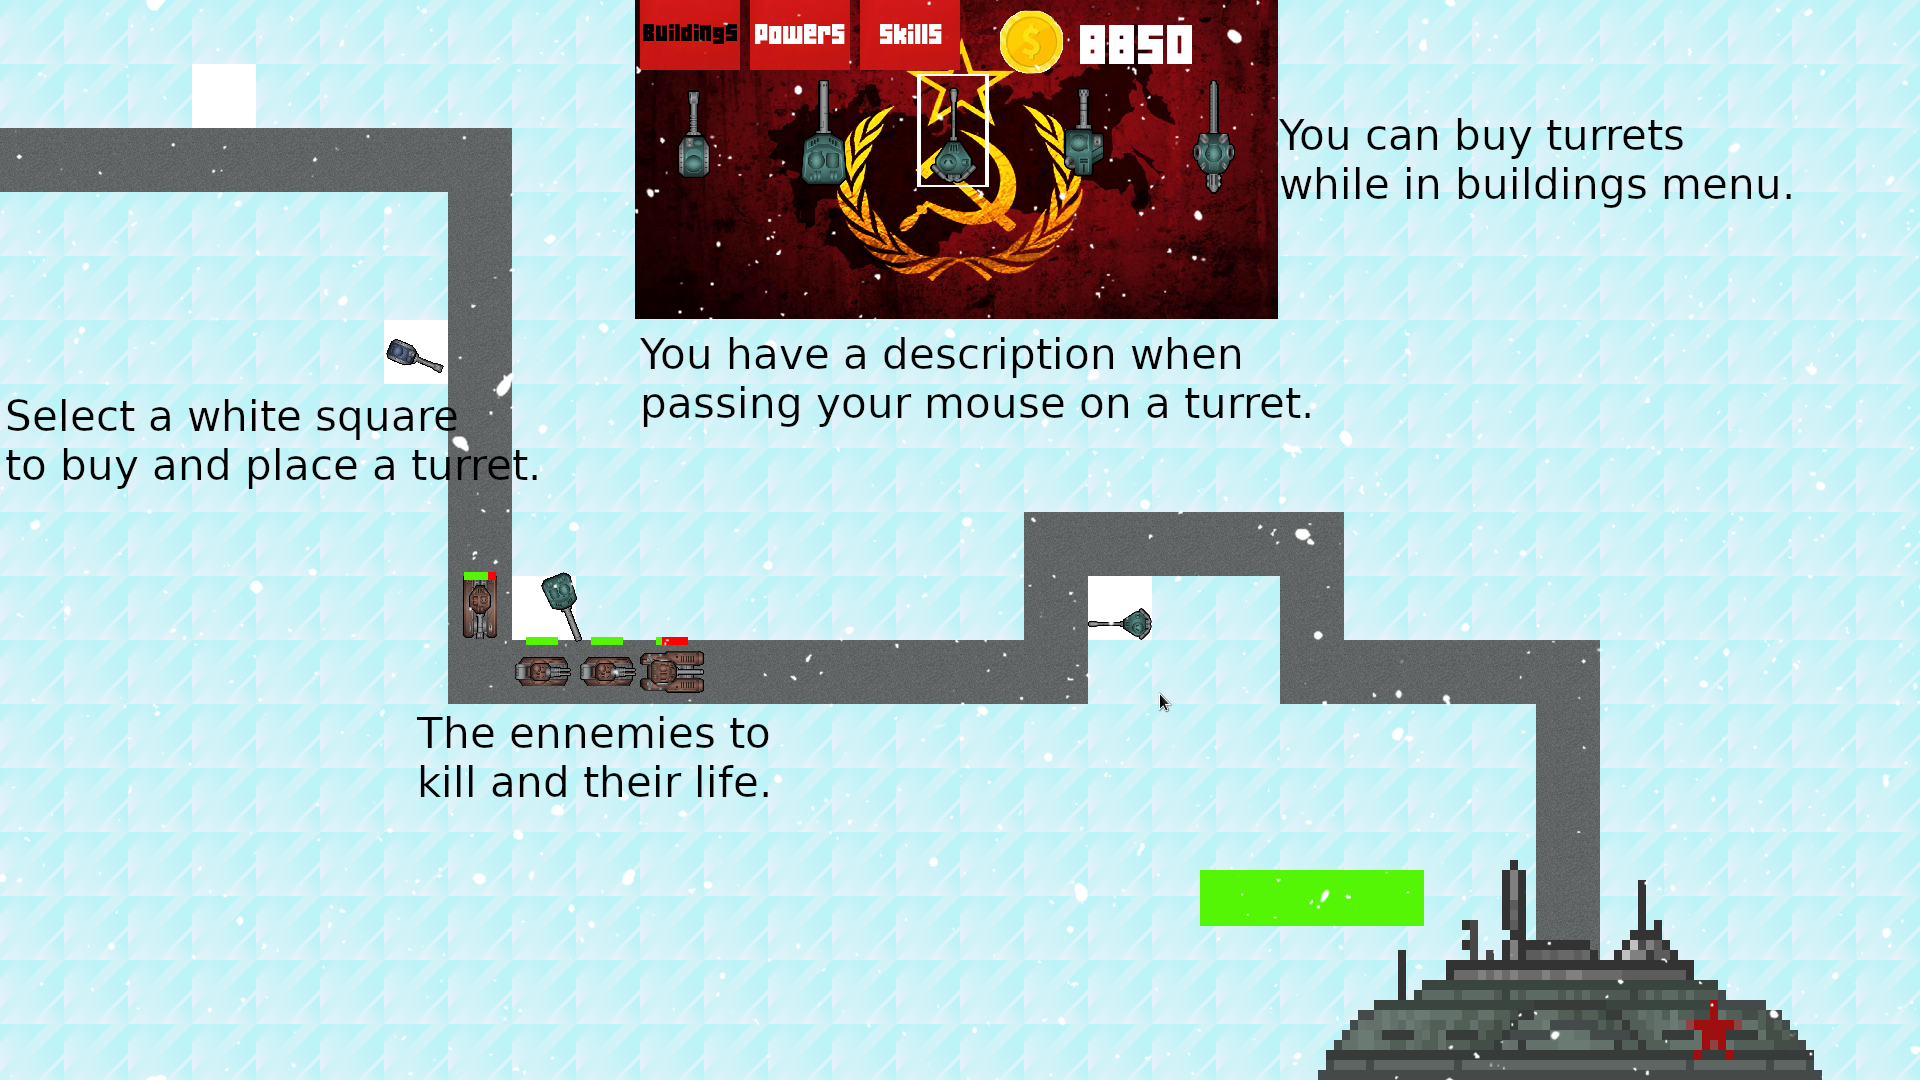 Buildings
Powers
Skills
8850
You can buy turrets
while in buildings menu.
You have a description when
passing your mouse on a turret.
Select a white square
to buy and place a turret.
The ennemies to
kill and their life.